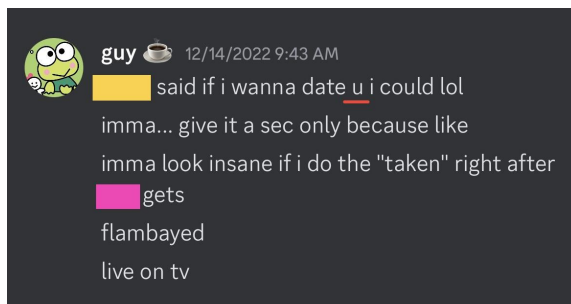 guy ☕ 12/14/2022 9:43 AM
said if i wanna date u i could lol
imma... give it a sec only because like
imma look insane if i do the "taken" right after
gets
flambayed
live on tv